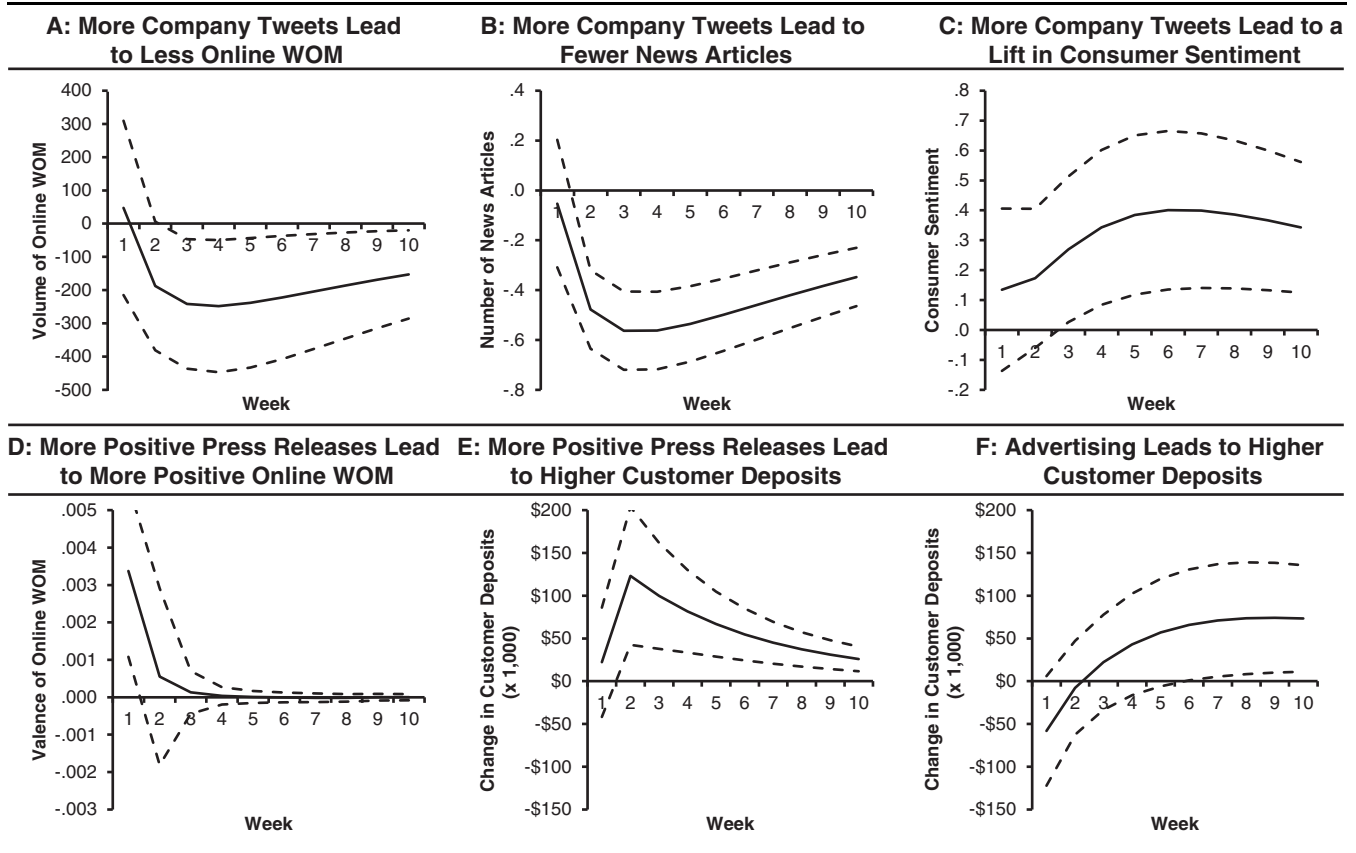 A: More Company Tweets Lead
to Less Online WOM
B: More Company Tweets Lead to
Fewer News Articles
C: More Company Tweets Lead to a
Lift in Consumer Sentiment
400
300
200
100
0
-100
-200
-300
-400
-500
Volume of Online WOM
1 2 3 4 5 6 7 8 9 10
Week
.4
.2
.0
-.2
-.4
-.6
-.8
Number of News Articles
1 2 3 4 5 6 7 8 9 10
Week
.8
.7
.6
.5
.4
.3
.2
.1
.0
-.1
-.2
Consumer Sentiment
1 2 3 4 5 6 7 8 9 10
Week
D: More Positive Press Releases Lead
to More Positive Online WOM
E: More Positive Press Releases Lead
to Higher Customer Deposits
F: Advertising Leads to Higher
Customer Deposits
.005
.004
.003
.002
.001
.000
-.001
-.002
-.003
Valence of Online WOM
1 2 3 4 5 6 7 8 9 10
Week
$200
$150
$100
$50
$0
-$50
-$100
-$150
Change in Customer Deposits
(x 1,000)
1 2 3 4 5 6 7 8 9 10
Week
$200
$150
$100
$50
$0
-$50
-$100
-$150
Change in Customer Deposits
(x 1,000)
1 2 3 4 5 6 7 8 9 10
Week